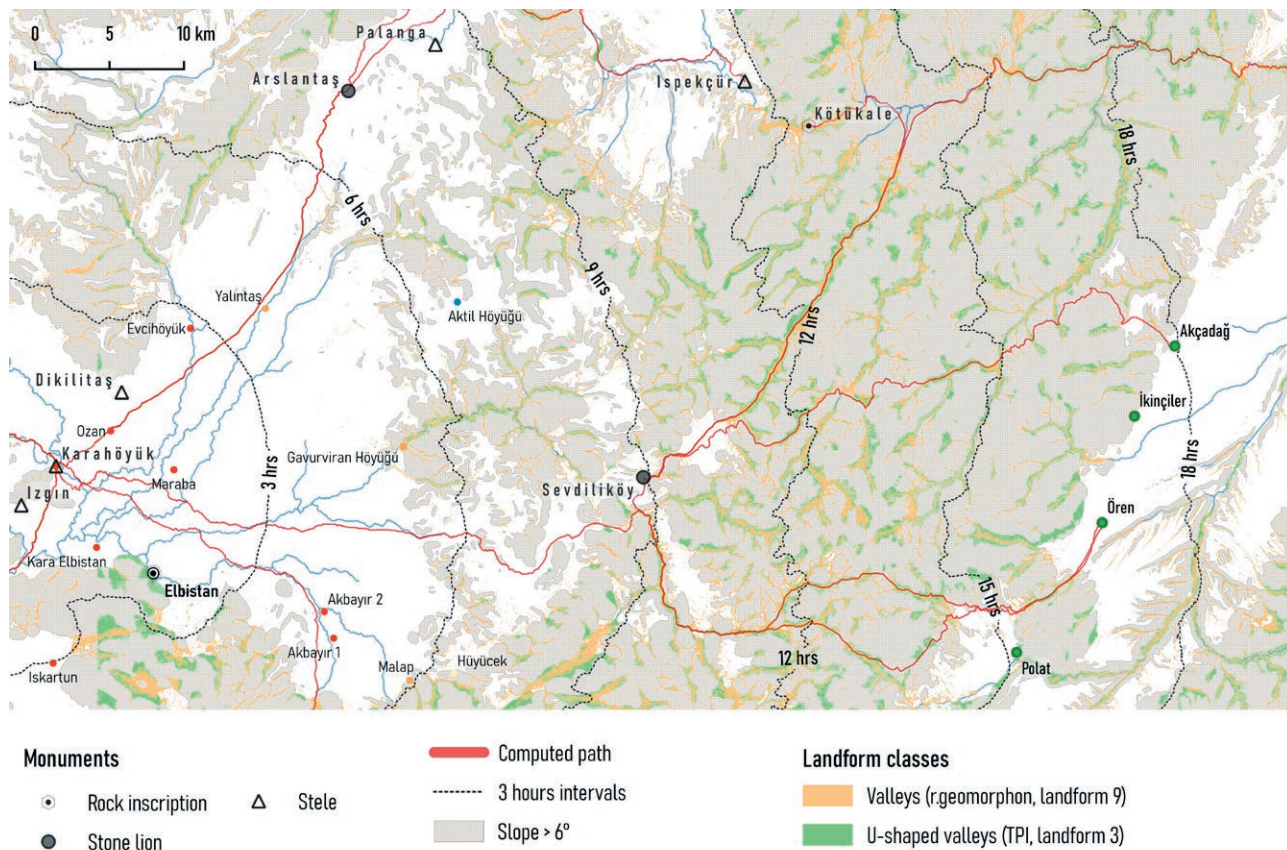 0 5 10 km
Palanga
Arslantaş
Ispekçür
Kötükale
18 hrs
6 hrs
9 hrs
Yalıntaş
Aktil Höyüğü
12 hrs
Evcihöyük
Akçadağ
Dikilitaş
İkinçiler
Ozan
Gavurviran Höyüğü
Karahöyük
3 hrs
18 hrs
Maraba
Sevdiliköy
Izgın
Ören
Kara Elbistan
Elbistan
15 hrs
Akbayır 2
Akbayır 1
12 hrs
Polat
Iskartun
Malap
Hüyücek
Monuments
Rock inscription
Stele
Stone lion
Computed path
3 hours intervals
Slope > 6°
Landform classes
Valleys (r.geomorphon, landform 9)
U-shaped valleys (TPI, landform 3)